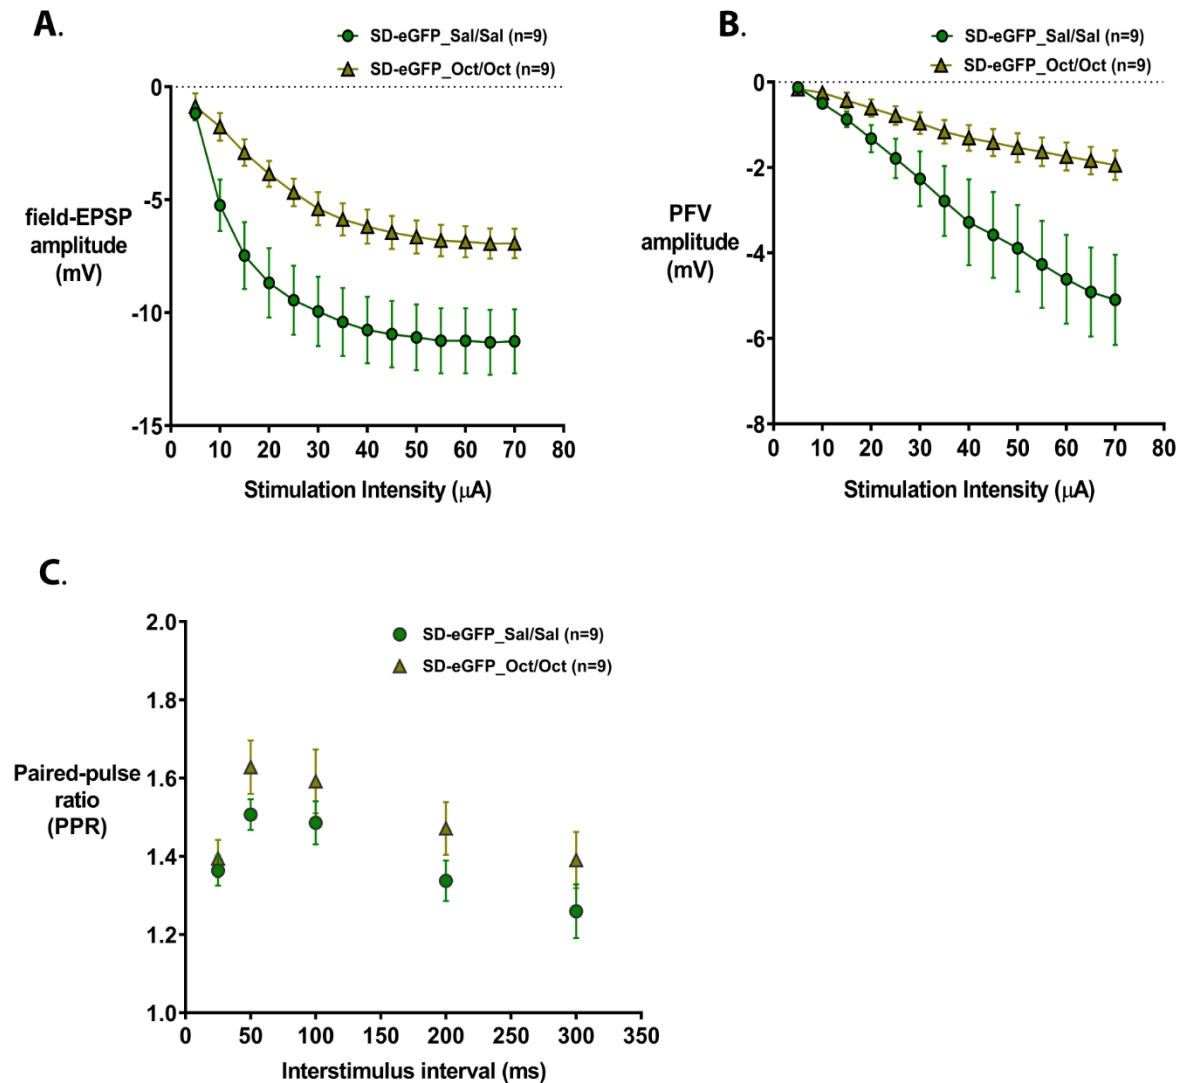 A.
SD-eGFP_Sal/Sal (n=9)
SD-eGFP_Oct/Oct (n=9)
0
-5
-10
-15
field-EPSP
amplitude
(mV)
0 10 20 30 40 50 60 70 80
Stimulation Intensity (μA)
B.
SD-eGFP_Sal/Sal (n=9)
SD-eGFP_Oct/Oct (n=9)
0
-2
-4
-6
-8
PFV
amplitude
(mV)
0 10 20 30 40 50 60 70 80
Stimulation Intensity (μA)
C.
SD-eGFP_Sal/Sal (n=9)
SD-eGFP_Oct/Oct (n=9)
2.0
1.8
1.6
1.4
1.2
1.0
Paired-pulse
ratio
(PPR)
0 50 100 150 200 250 300 350
Interstimulus interval (ms)